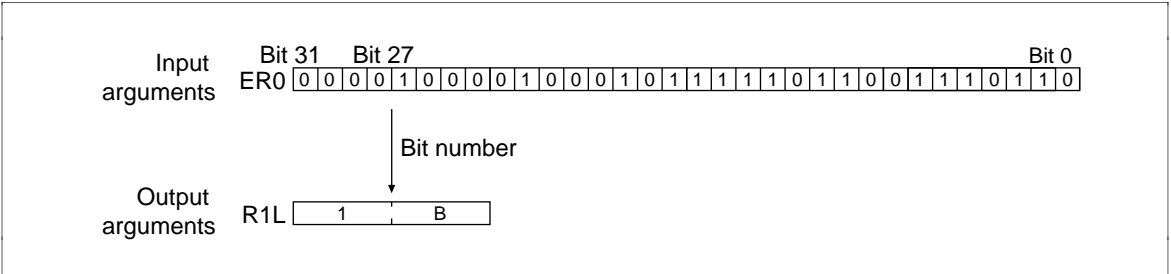 Bit 31 Bit 27 Bit 0
Input arguments ER0 0 0 0 0 1 0 0 0 0 1 0 0 0 1 0 1 1 1 1 1 0 1 1 0 0 1 1 1 0 1 1 0
Bit number
Output arguments R1L 1 B